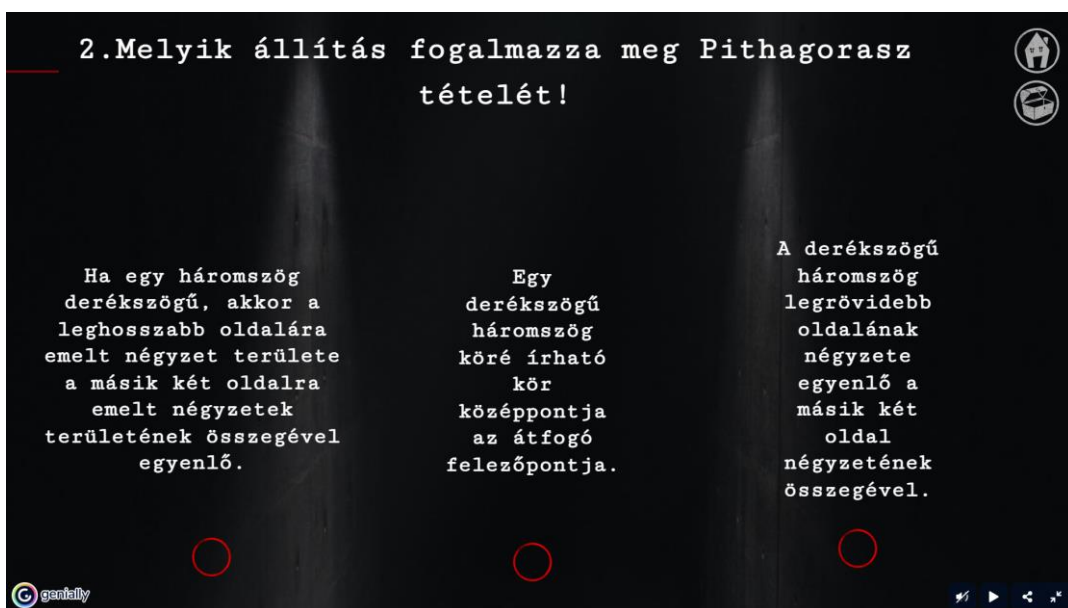 2.Melyik állítás fogalmazza meg Pithagorasz
tételét!
Ha egy háromszög
derékszögű, akkor a
leghosszabb oldalára
emelt négyzet területe
a másik két oldalra
emelt négyzetek
területének összegével
egyenlő.
Egy
derékszögű
háromszög
köré írható
kör
középpontja
az átfogó
felezőpontja.
A derékszögű
háromszög
legrövidebb
oldalának
négyzete
egyenlő a
másik két
oldal
négyzetének
összegével.
genially